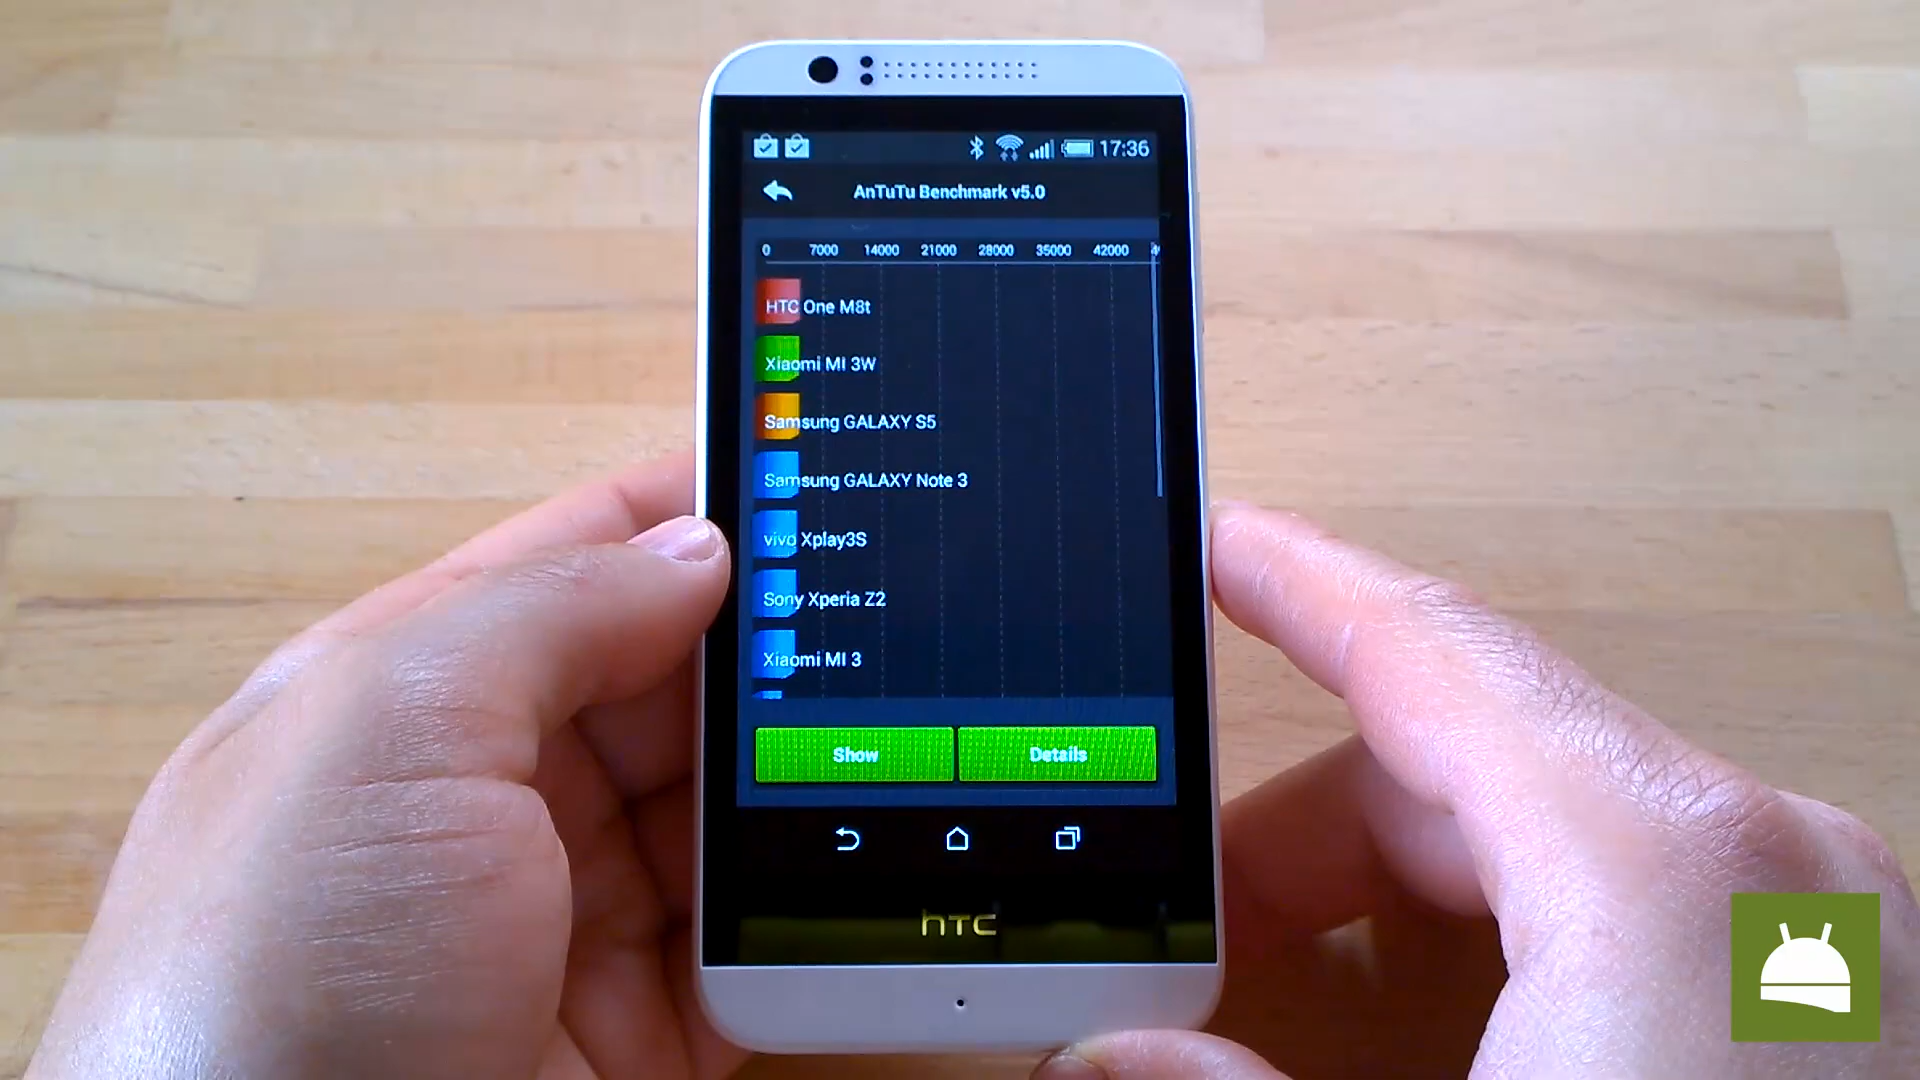 17:36
AnTuTu Benchmark v5.0
0 7000 14000 21000 28000 35000 42000
HTC One M8t
Xiaomi MI 3W
Samsung GALAXY S5
Samsung GALAXY Note 3
vivo Xplay3S
Sony Xperia Z2
Xiaomi MI 3
Show Details
hTC